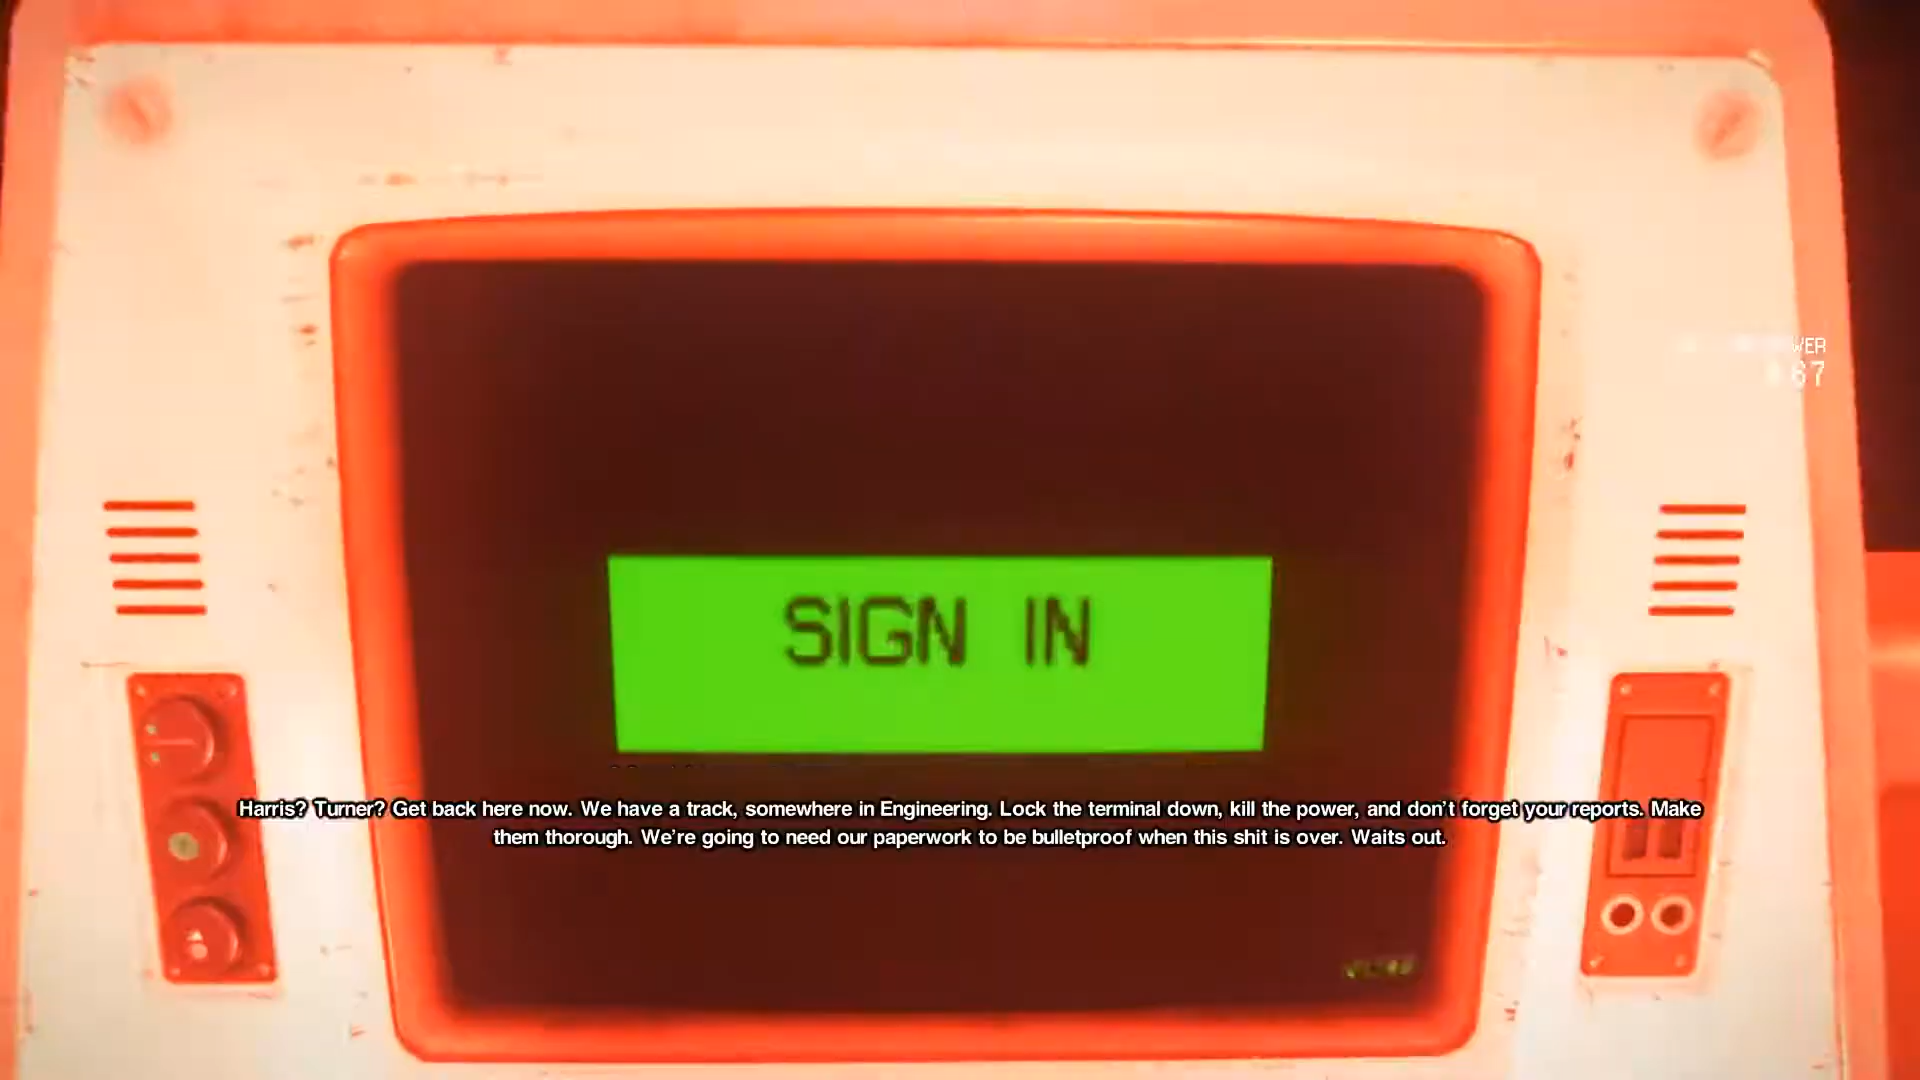 SIGN IN
Harris? Turner? Get back here now. We have a track, somewhere in Engineering. Lock the terminal down, kill the power, and don't forget your reports. Make
them thorough. We're going to need our paperwork to be bulletproof when this shit is over. Waits out.